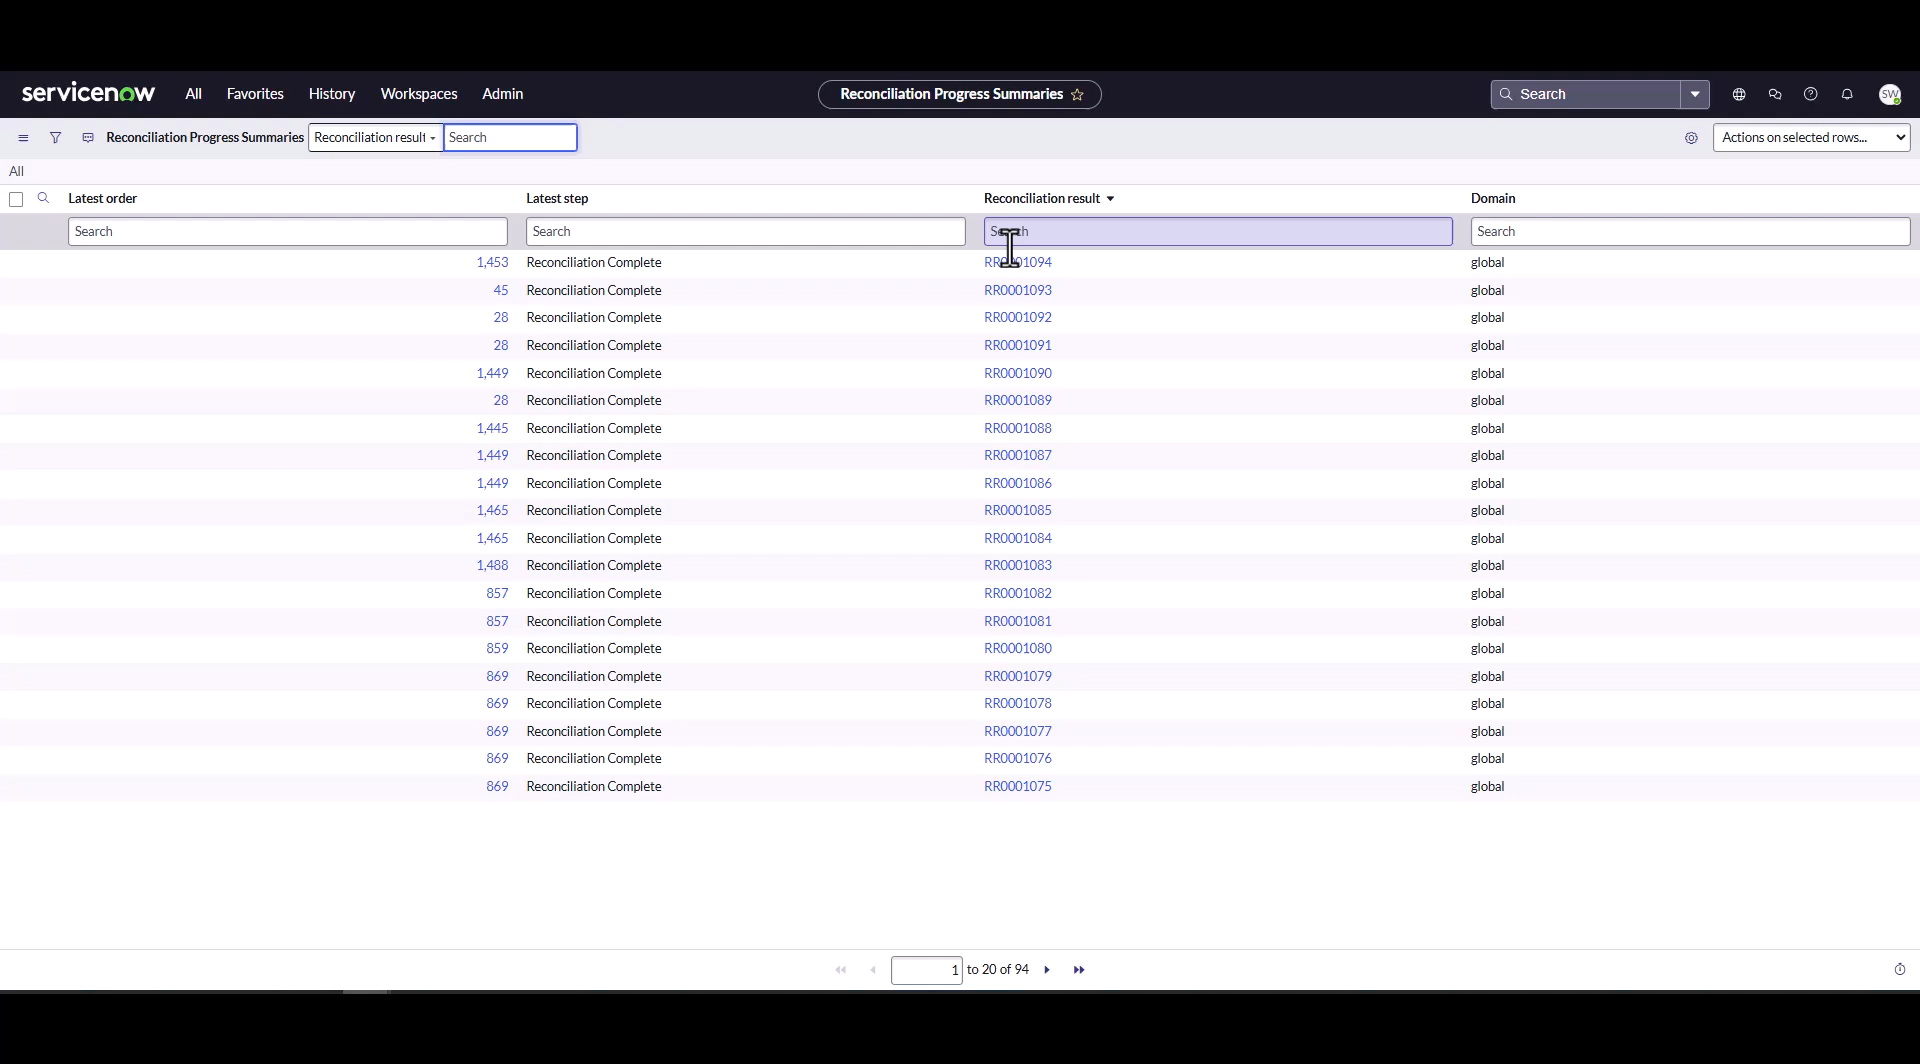 servicenow All Favorites History Workspaces Admin Reconciliation Progress Summaries Search SW
Reconciliation Progress Summaries Reconciliation result Search Actions on selected rows...
All
Latest order Latest step Reconciliation result Domain
Search Search Search Search
1,453 Reconciliation Complete RR0001094 global
45 Reconciliation Complete RR0001093 global
28 Reconciliation Complete RR0001092 global
28 Reconciliation Complete RR0001091 global
1,449 Reconciliation Complete RR0001090 global
28 Reconciliation Complete RR0001089 global
1,445 Reconciliation Complete RR0001088 global
1,449 Reconciliation Complete RR0001087 global
1,449 Reconciliation Complete RR0001086 global
1,465 Reconciliation Complete RR0001085 global
1,465 Reconciliation Complete RR0001084 global
1,488 Reconciliation Complete RR0001083 global
857 Reconciliation Complete RR0001082 global
857 Reconciliation Complete RR0001081 global
859 Reconciliation Complete RR0001080 global
869 Reconciliation Complete RR0001079 global
869 Reconciliation Complete RR0001078 global
869 Reconciliation Complete RR0001077 global
869 Reconciliation Complete RR0001076 global
869 Reconciliation Complete RR0001075 global
1 to 20 of 94